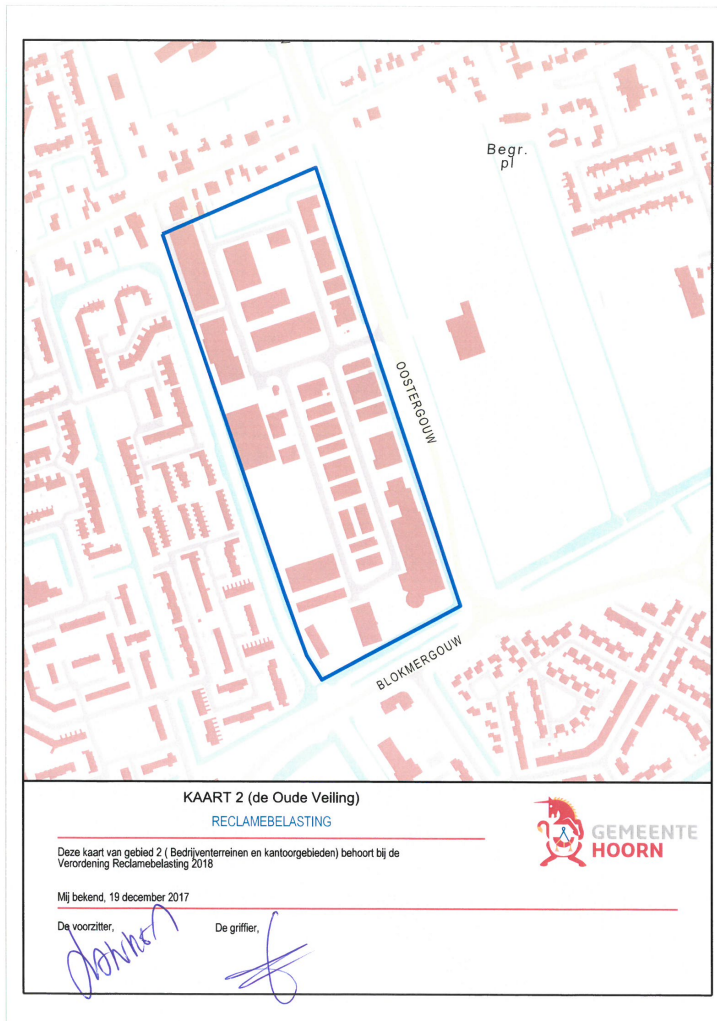 Begr.
pl
OOSTERGOUW
BLOKMERGOUW
KAART 2 (de Oude Veiling)
RECLAMEBELASTING
GEMEENTE
HOORN
Deze kaart van gebied 2 ( Bedrijventerreinen en kantoorgebieden) behoort bij de
Verordening Reclamebelasting 2018
Mij bekend, 19 december 2017
De voorzitter,
De griffier,